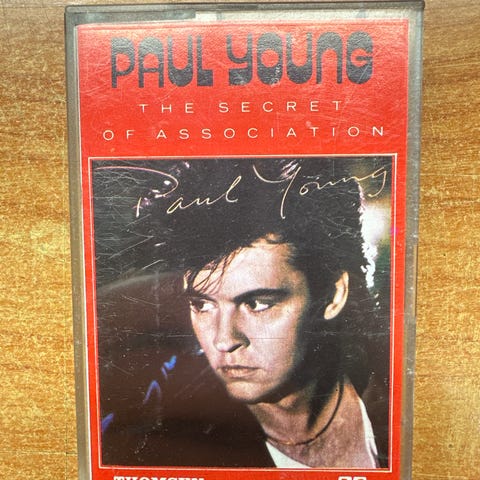 PAUL YOUNG
THE SECRET
OF ASSOCIATION
Paul Young